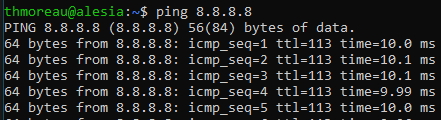 thmoreau@alesia:~$ ping 8.8.8.8
PING 8.8.8.8 (8.8.8.8) 56(84) bytes of data.
64 bytes from 8.8.8.8: icmp_seq=1 ttl=113 time=10.0 ms
64 bytes from 8.8.8.8: icmp_seq=2 ttl=113 time=10.1 ms
64 bytes from 8.8.8.8: icmp_seq=3 ttl=113 time=10.1 ms
64 bytes from 8.8.8.8: icmp_seq=4 ttl=113 time=9.99 ms
64 bytes from 8.8.8.8: icmp_seq=5 ttl=113 time=10.0 ms